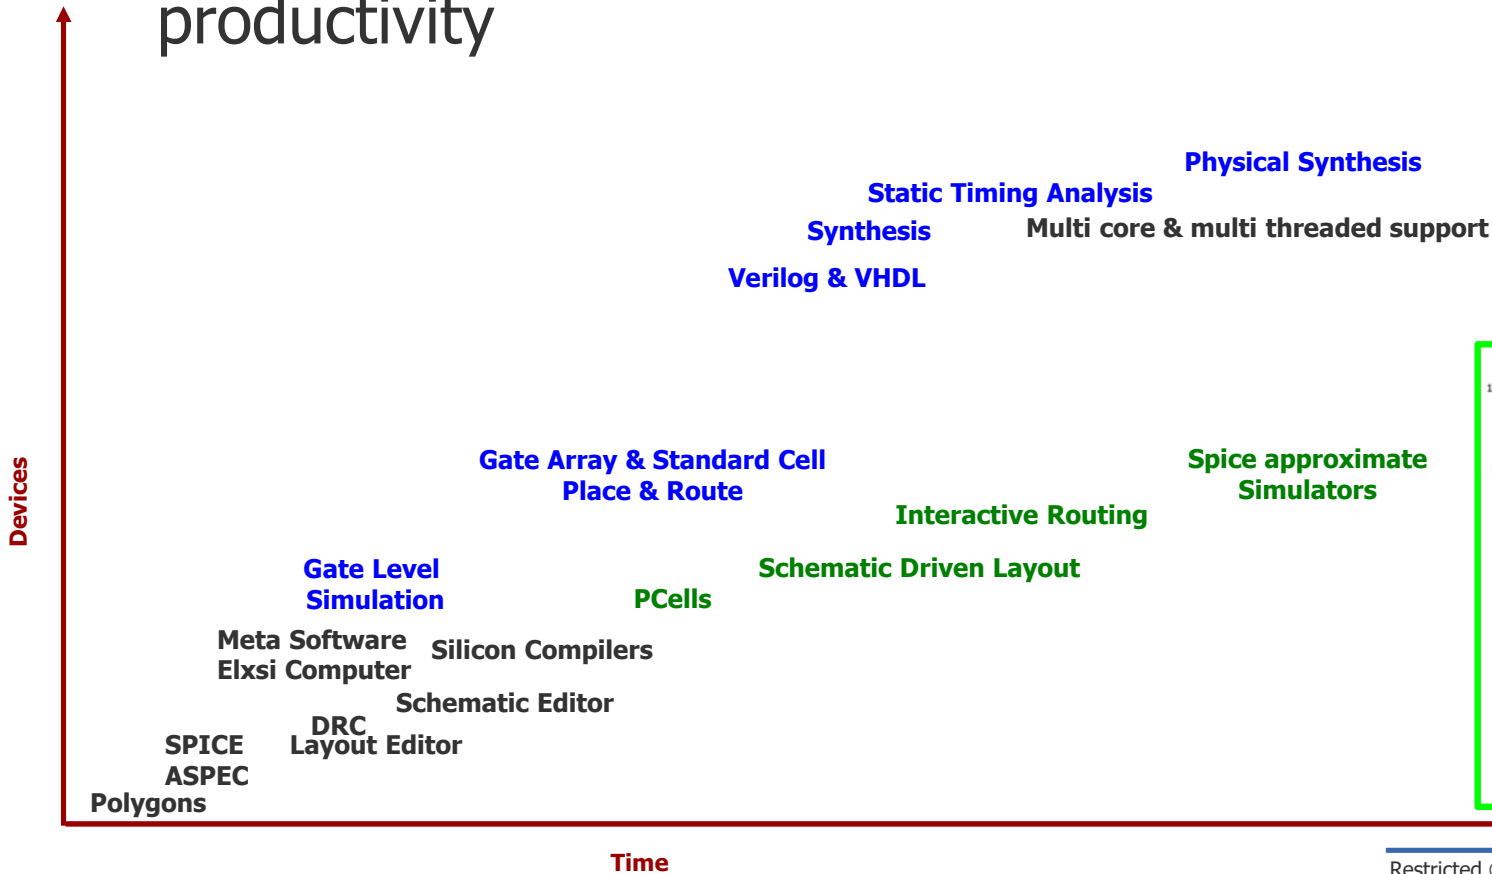 productivity
Physical Synthesis
Static Timing Analysis
Synthesis
Multi core & multi threaded support
Verilog & VHDL
Gate Array & Standard Cell
Place & Route
Spice approximate
Simulators
Interactive Routing
Devices
Gate Level
Simulation
Schematic Driven Layout
PCells
Meta Software
Elxsi Computer
Silicon Compilers
Schematic Editor
DRC
SPICE
Layout Editor
ASPEC
Polygons
Time
Restricted